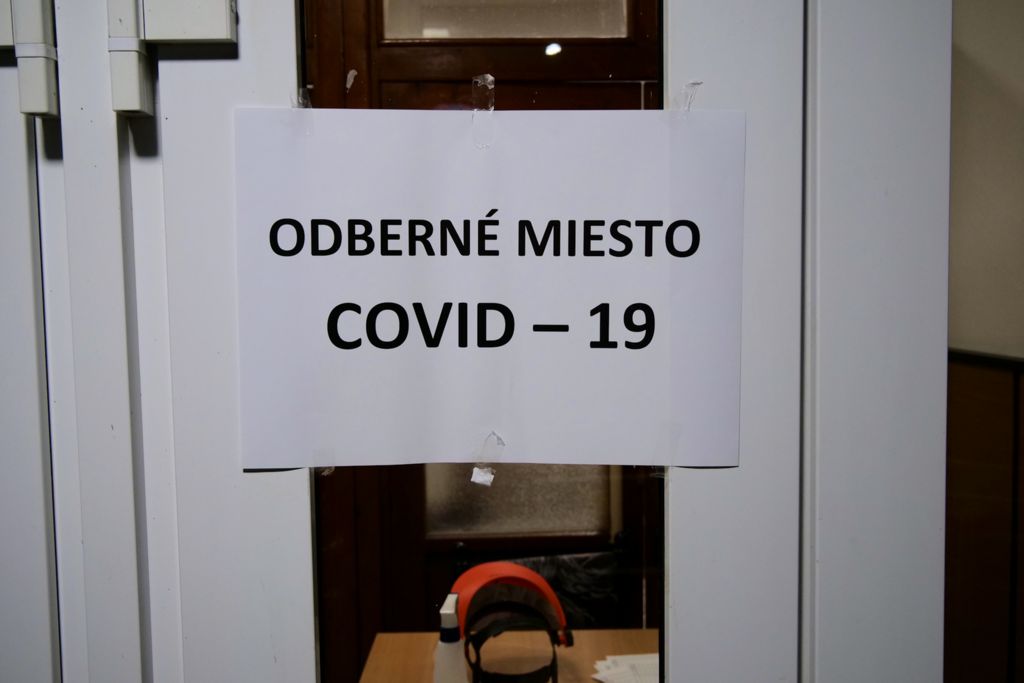 ODBERNÉ MIESTO
COVID – 19